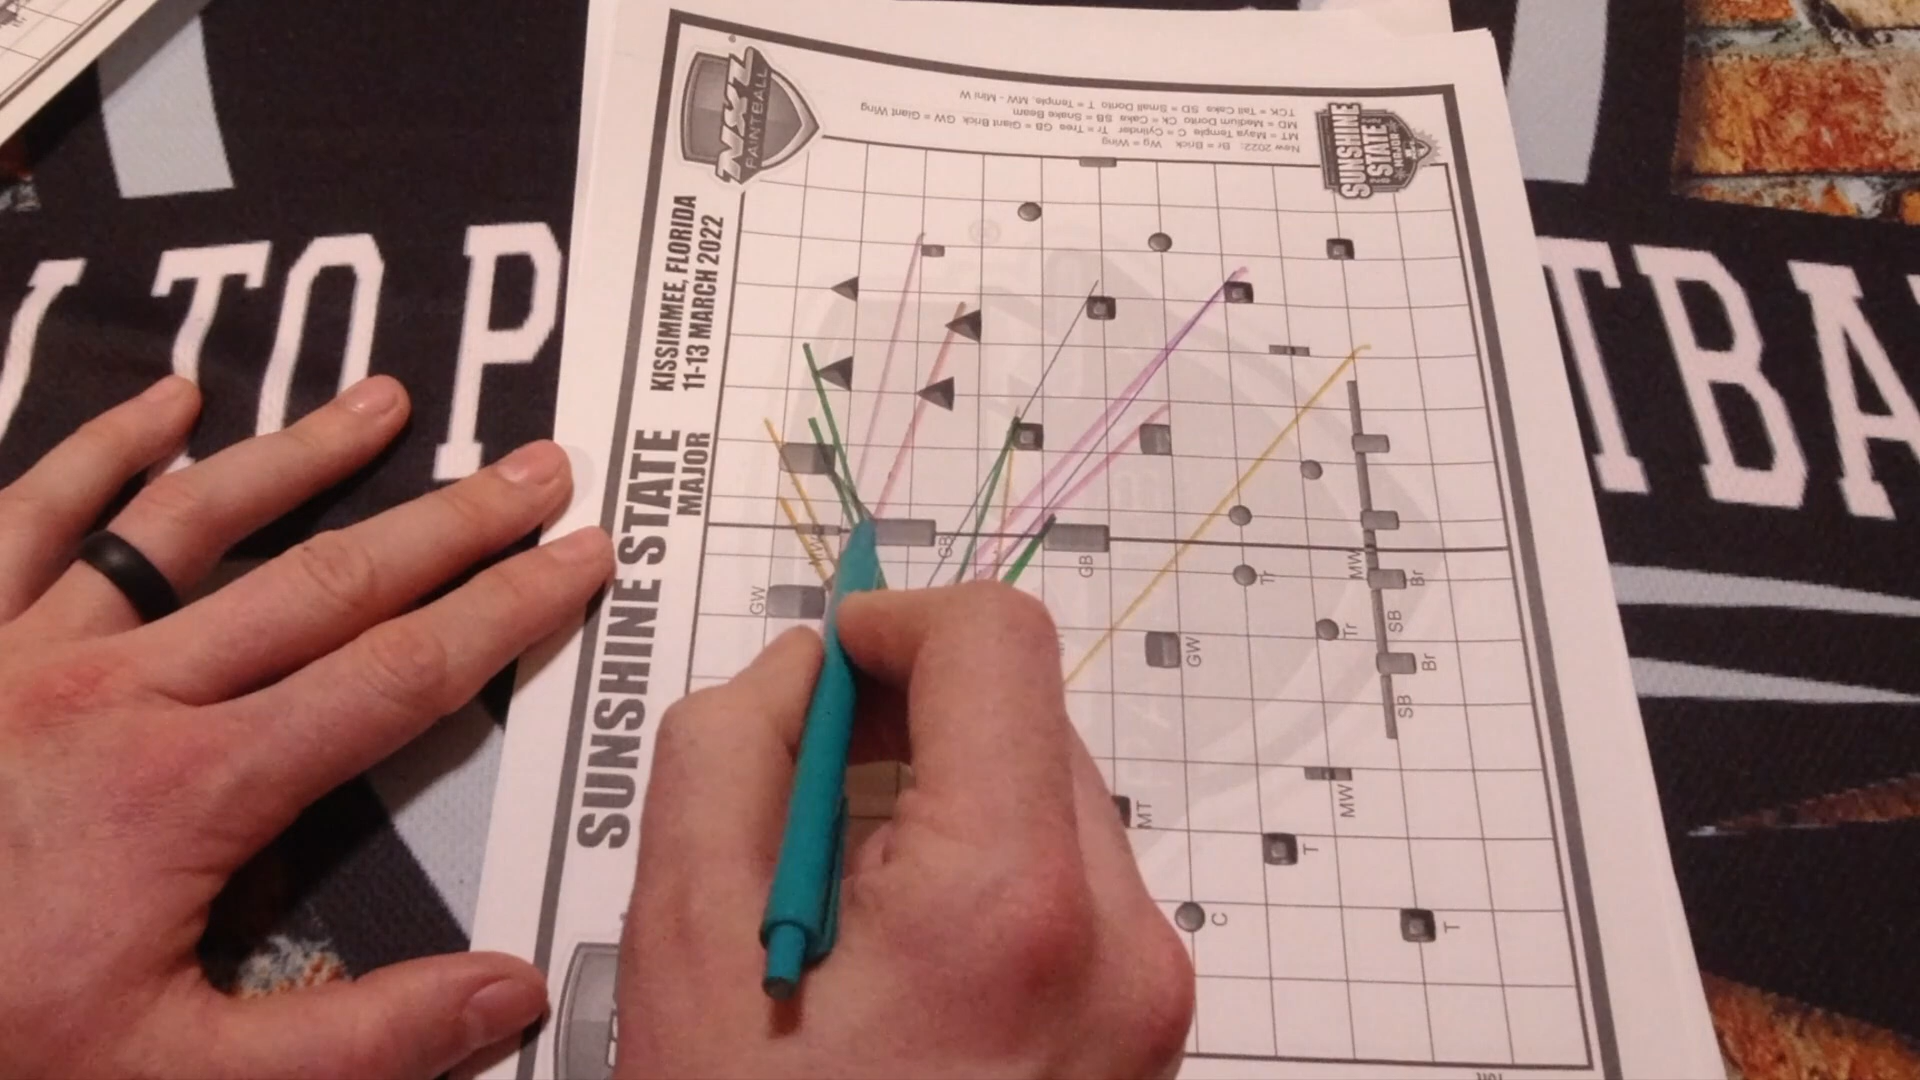 NXL
PAINTBALL
SUNSHINE STATE
MAJOR
KISSIMMEE, FLORIDA
11-13 MARCH 2022
SUNSHINE
STATE
MAJOR
New 2022: Br = Brick Wg = Wing
MT = Maya Temple C = Cylinder Tr = Tree GB = Giant Brick GW = Giant Wing
MD = Medium Dorito Ck = Cake SB = Snake Beam
TCK = Tall Cake SD = Small Dorito T = Temple, MW - Mini W
TOP
TBA
GW
MW
GB
GB
GW
Tr
Tr
MW
Br
SB
Br
SB
MT
MW
T
C
T